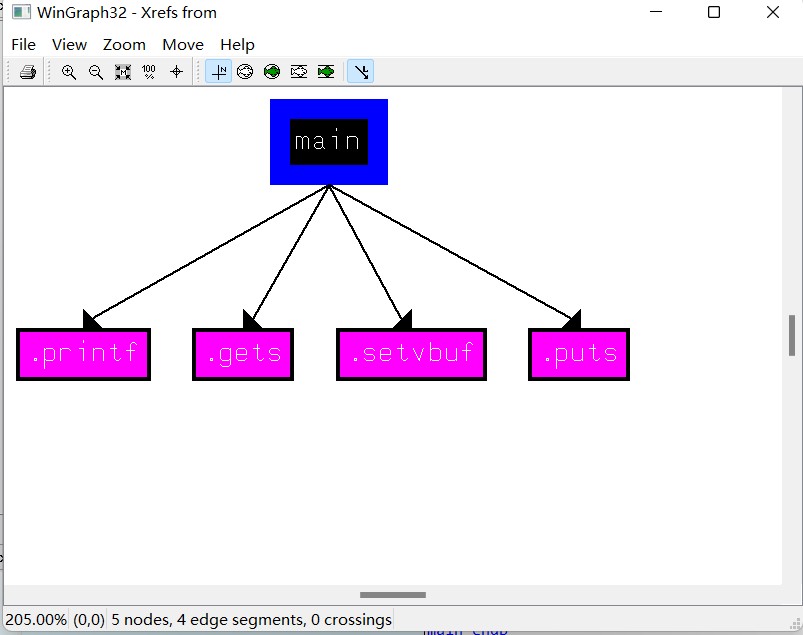 WinGraph32 - Xrefs from
File View Zoom Move Help
100 %
main
.printf .gets .setvbuf .puts
205.00% (0,0) 5 nodes, 4 edge segments, 0 crossings